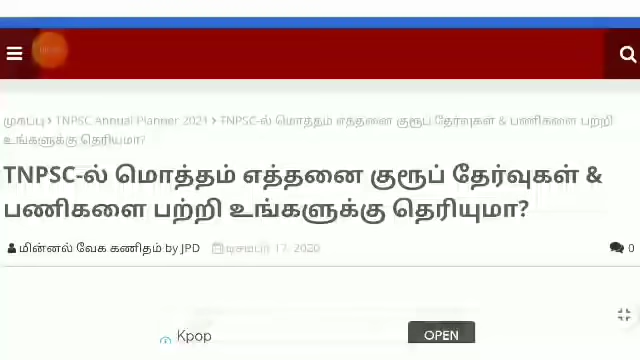 முகப்பு › TNPSC Annual Planner 2021 › TNPSC-ல் மொத்தம் எத்தனை குரூப் தேர்வுகள் & பணிகளை பற்றி
உங்களுக்கு தெரியுமா?
TNPSC-ல் மொத்தம் எத்தனை குரூப் தேர்வுகள் &
பணிகளை பற்றி உங்களுக்கு தெரியுமா?
மின்னல் வேக கணிதம் by JPD டிசம்பர் 17, 2020 0
Kpop OPEN